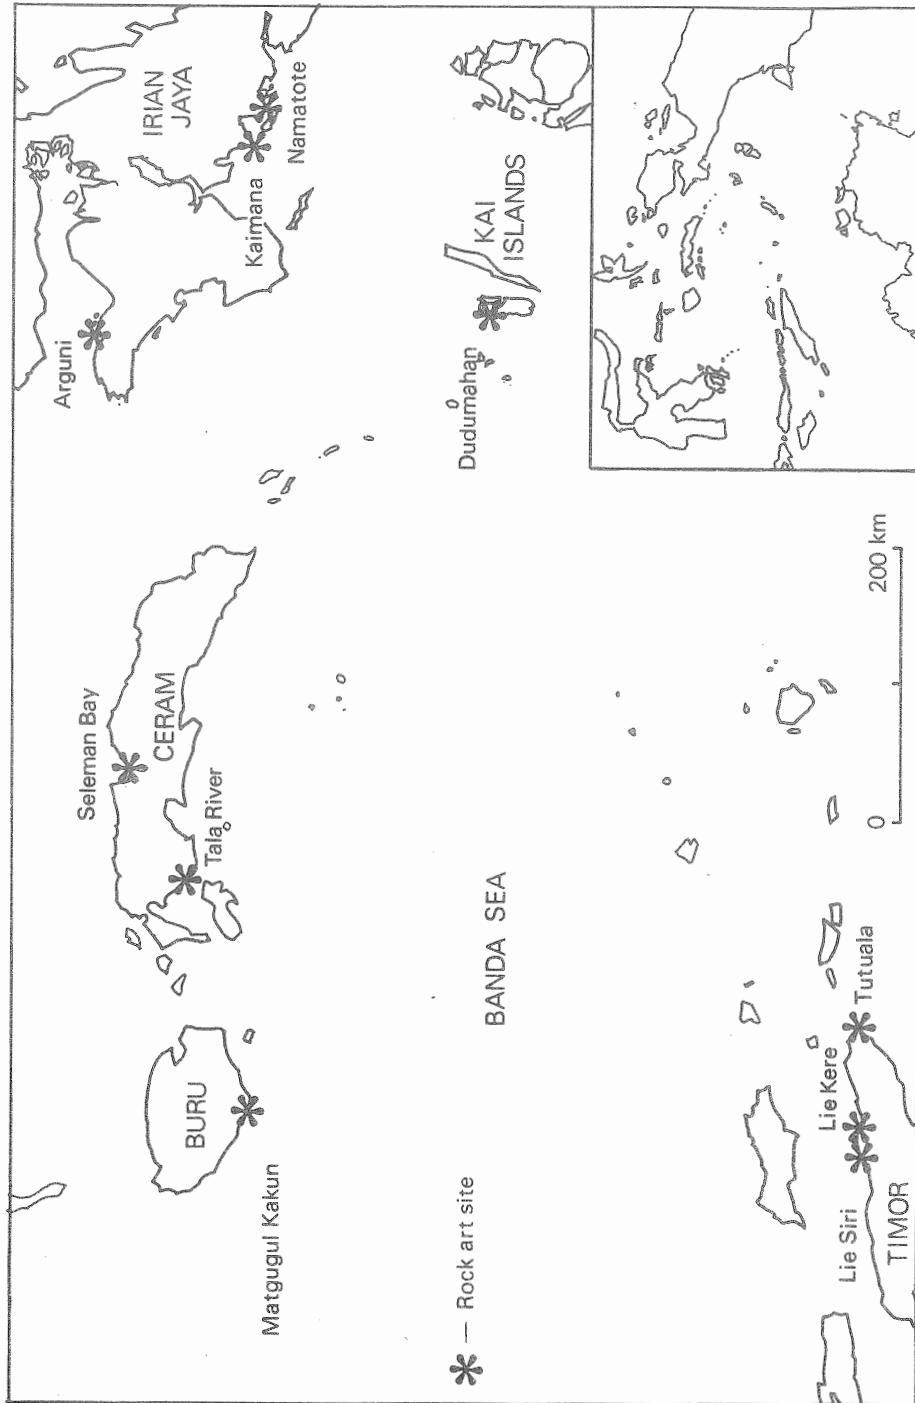 Arguni
IRIAN
JAYA
Kaimana
Namatote
Seleman Bay
CERAM
Tala River
BURU
Matgugul Kakun
KAI
ISLANDS
Dudumahan
BANDA SEA
— Rock art site
Lie Siri
Lie Kere
Tutuala
TIMOR
0
200 km